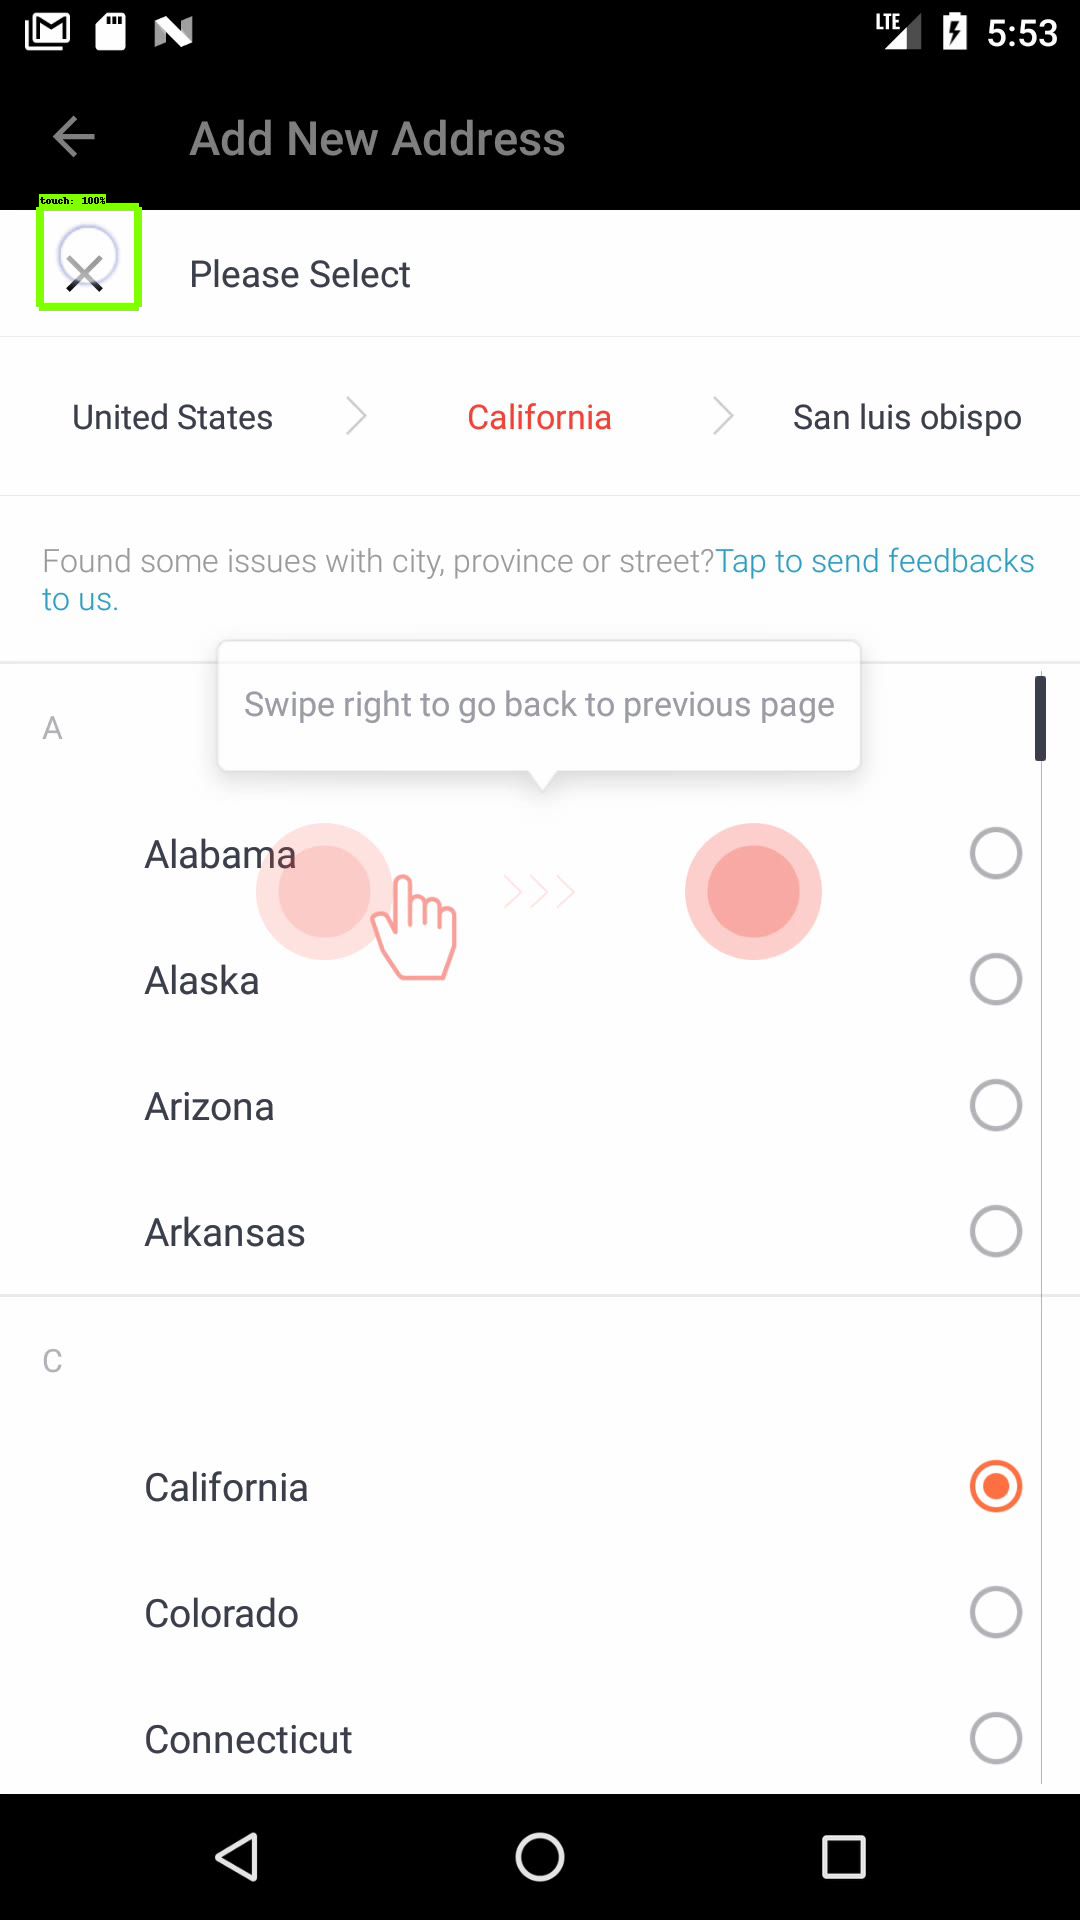 LTE 5:53
Add New Address
touch: 100%
Please Select
United States California San luis obispo
Found some issues with city, province or street?Tap to send feedbacks
to us.
Swipe right to go back to previous page
A
Alabama
Alaska
Arizona
Arkansas
C
California
Colorado
Connecticut